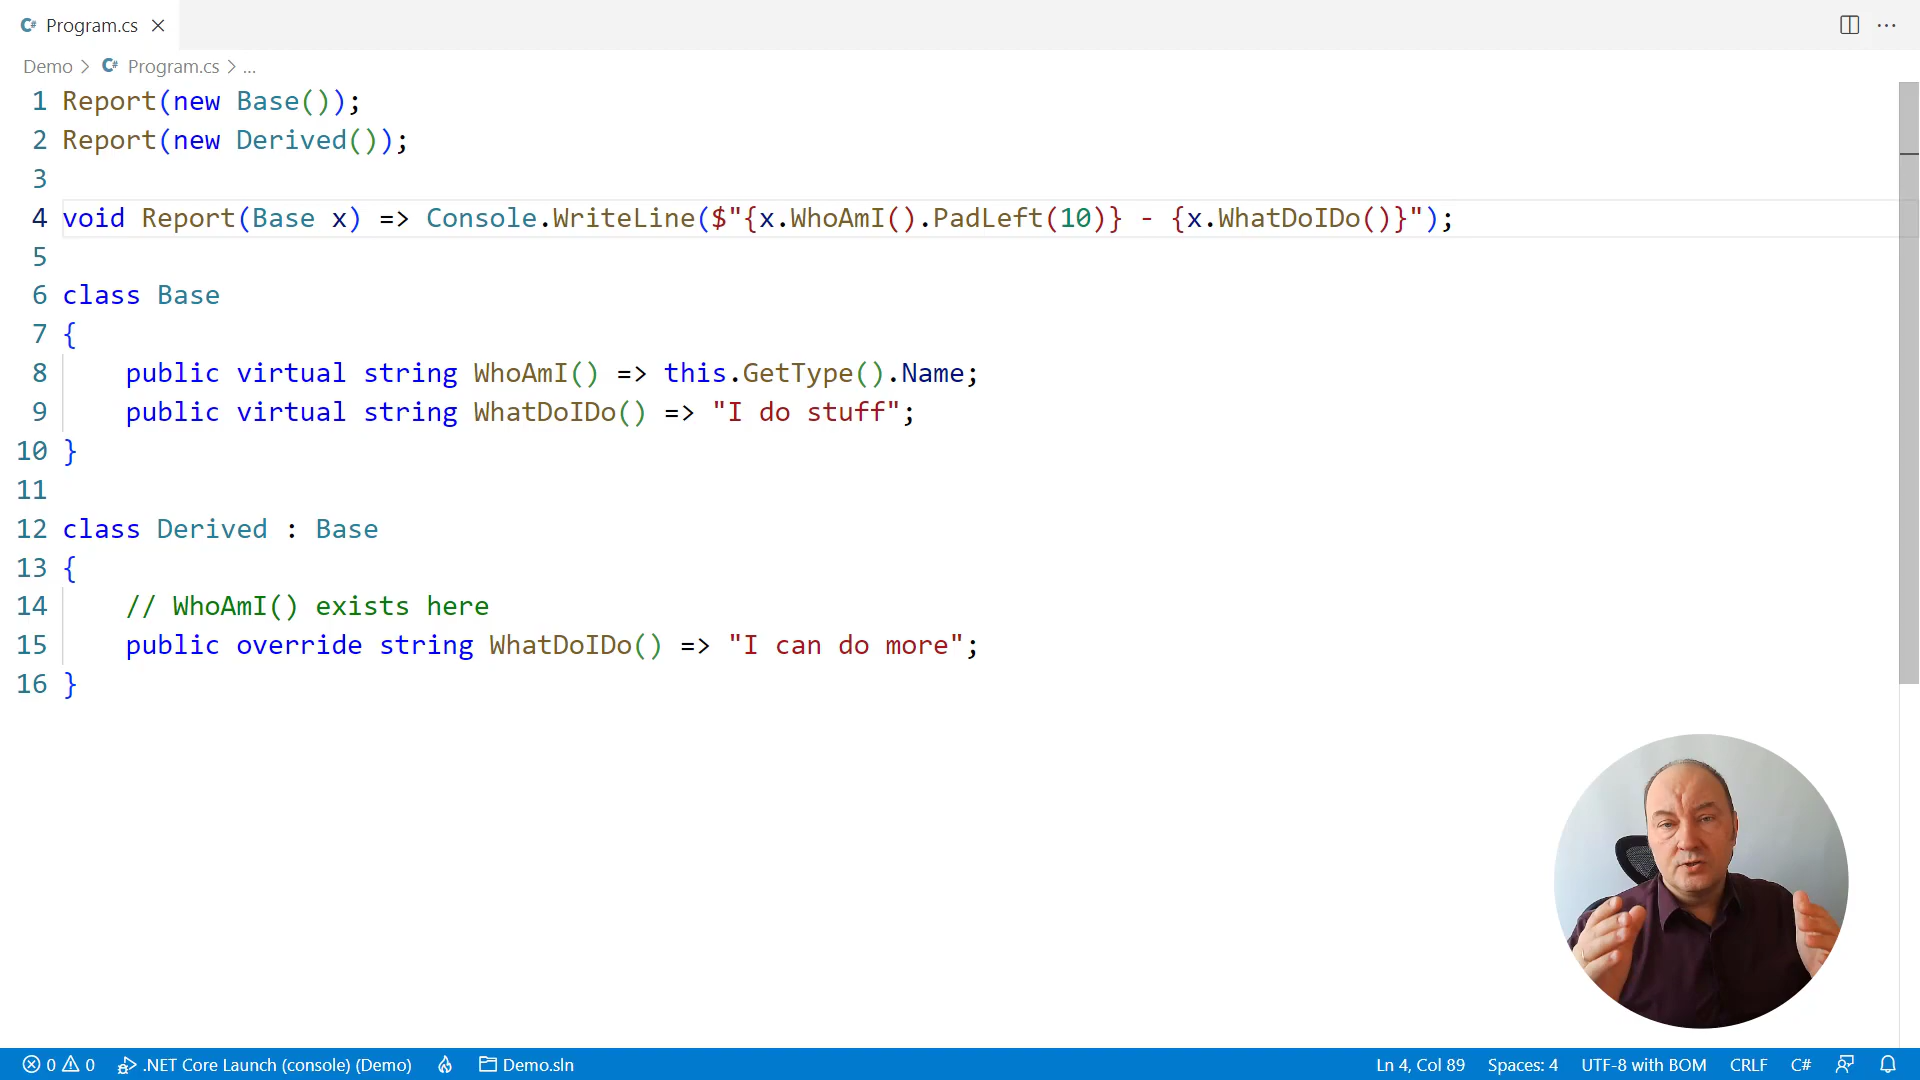 C# Program.cs
Demo > C# Program.cs > ...
1 Report(new Base());
2 Report(new Derived());
3
4 void Report(Base x) => Console.WriteLine($"{x.WhoAmI().PadLeft(10)} - {x.WhatDoIDo()}");
5
6 class Base
7 {
8     public virtual string WhoAmI() => this.GetType().Name;
9     public virtual string WhatDoIDo() => "I do stuff";
10 }
11
12 class Derived : Base
13 {
14     // WhoAmI() exists here
15     public override string WhatDoIDo() => "I can do more";
16 }
0 0 .NET Core Launch (console) (Demo) Demo.sln Ln 4, Col 89 Spaces: 4 UTF-8 with BOM CRLF C#